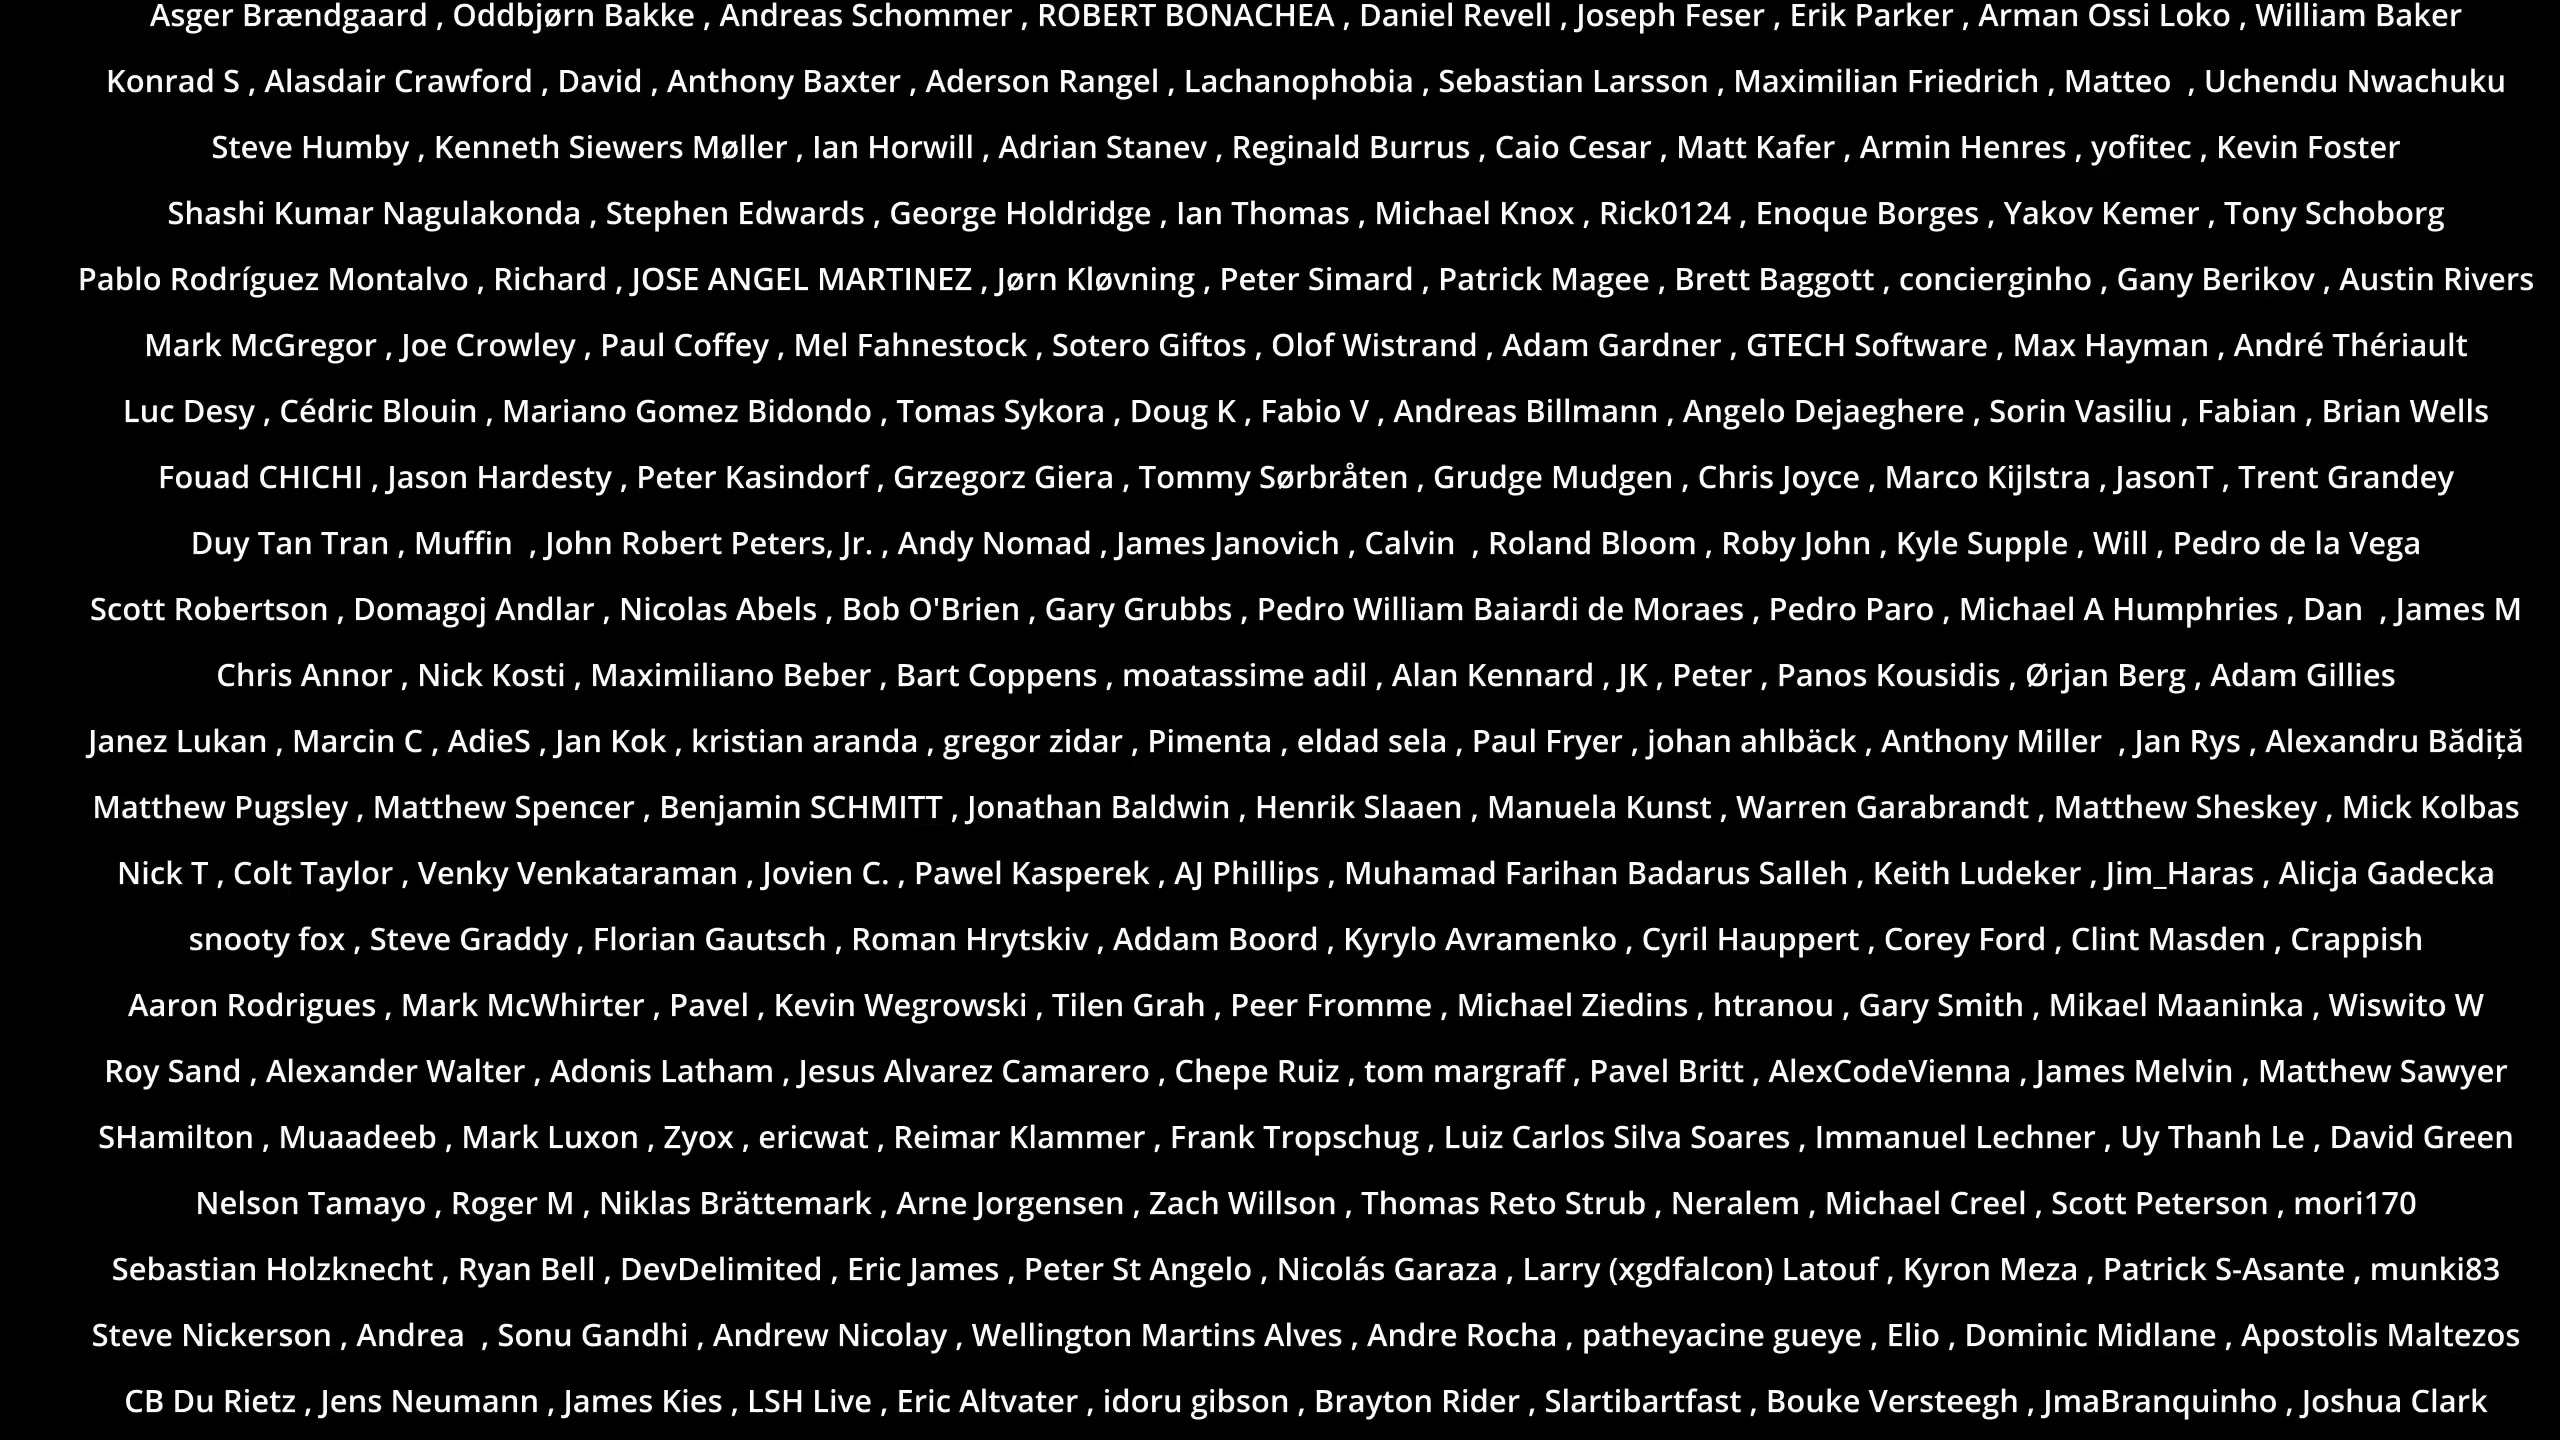 Asger Brændgaard , Oddbjørn Bakke , Andreas Schommer , ROBERT BONACHEA , Daniel Revell , Joseph Feser , Erik Parker , Arman Ossi Loko , William Baker
Konrad S , Alasdair Crawford , David , Anthony Baxter , Aderson Rangel , Lachanophobia , Sebastian Larsson , Maximilian Friedrich , Matteo  , Uchendu Nwachuku
Steve Humby , Kenneth Siewers Møller , Ian Horwill , Adrian Stanev , Reginald Burrus , Caio Cesar , Matt Kafer , Armin Henres , yofitec , Kevin Foster
Shashi Kumar Nagulakonda , Stephen Edwards , George Holdridge , Ian Thomas , Michael Knox , Rick0124 , Enoque Borges , Yakov Kemer , Tony Schoborg
Pablo Rodríguez Montalvo , Richard , JOSE ANGEL MARTINEZ , Jørn Kløvning , Peter Simard , Patrick Magee , Brett Baggott , concierginho , Gany Berikov , Austin Rivers
Mark McGregor , Joe Crowley , Paul Coffey , Mel Fahnestock , Sotero Giftos , Olof Wistrand , Adam Gardner , GTECH Software , Max Hayman , André Thériault
Luc Desy , Cédric Blouin , Mariano Gomez Bidondo , Tomas Sykora , Doug K , Fabio V , Andreas Billmann , Angelo Dejaeghere , Sorin Vasiliu , Fabian , Brian Wells
Fouad CHICHI , Jason Hardesty , Peter Kasindorf , Grzegorz Giera , Tommy Sørbråten , Grudge Mudgen , Chris Joyce , Marco Kijlstra , JasonT , Trent Grandey
Duy Tan Tran , Muffin  , John Robert Peters, Jr. , Andy Nomad , James Janovich , Calvin  , Roland Bloom , Roby John , Kyle Supple , Will , Pedro de la Vega
Scott Robertson , Domagoj Andlar , Nicolas Abels , Bob O'Brien , Gary Grubbs , Pedro William Baiardi de Moraes , Pedro Paro , Michael A Humphries , Dan  , James M
Chris Annor , Nick Kosti , Maximiliano Beber , Bart Coppens , moatassime adil , Alan Kennard , JK , Peter , Panos Kousidis , Ørjan Berg , Adam Gillies
Janez Lukan , Marcin C , AdieS , Jan Kok , kristian aranda , gregor zidar , Pimenta , eldad sela , Paul Fryer , johan ahlbäck , Anthony Miller  , Jan Rys , Alexandru Bădiță
Matthew Pugsley , Matthew Spencer , Benjamin SCHMITT , Jonathan Baldwin , Henrik Slaaen , Manuela Kunst , Warren Garabrandt , Matthew Sheskey , Mick Kolbas
Nick T , Colt Taylor , Venky Venkataraman , Jovien C. , Pawel Kasperek , AJ Phillips , Muhamad Farihan Badarus Salleh , Keith Ludeker , Jim_Haras , Alicja Gadecka
snooty fox , Steve Graddy , Florian Gautsch , Roman Hrytskiv , Addam Boord , Kyrylo Avramenko , Cyril Hauppert , Corey Ford , Clint Masden , Crappish
Aaron Rodrigues , Mark McWhirter , Pavel , Kevin Wegrowski , Tilen Grah , Peer Fromme , Michael Ziedins , htranou , Gary Smith , Mikael Maaninka , Wiswito W
Roy Sand , Alexander Walter , Adonis Latham , Jesus Alvarez Camarero , Chepe Ruiz , tom margraff , Pavel Britt , AlexCodeVienna , James Melvin , Matthew Sawyer
SHamilton , Muaadeeb , Mark Luxon , Zyox , ericwat , Reimar Klammer , Frank Tropschug , Luiz Carlos Silva Soares , Immanuel Lechner , Uy Thanh Le , David Green
Nelson Tamayo , Roger M , Niklas Brättemark , Arne Jorgensen , Zach Willson , Thomas Reto Strub , Neralem , Michael Creel , Scott Peterson , mori170
Sebastian Holzknecht , Ryan Bell , DevDelimited , Eric James , Peter St Angelo , Nicolás Garaza , Larry (xgdfalcon) Latouf , Kyron Meza , Patrick S-Asante , munki83
Steve Nickerson , Andrea  , Sonu Gandhi , Andrew Nicolay , Wellington Martins Alves , Andre Rocha , patheyacine gueye , Elio , Dominic Midlane , Apostolis Maltezos
CB Du Rietz , Jens Neumann , James Kies , LSH Live , Eric Altvater , idoru gibson , Brayton Rider , Slartibartfast , Bouke Versteegh , JmaBranquinho , Joshua Clark